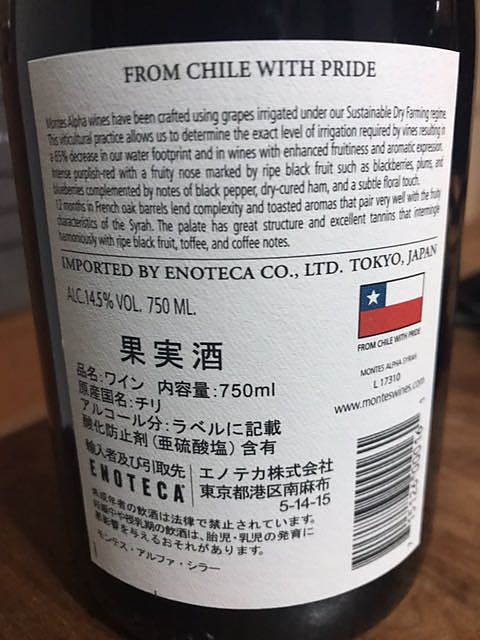 FROM CHILE WITH PRIDE
Montes Alpha wines have been crafted using grapes irrigated under our Sustainable Dry Farming regime.
This viticultural practice allows us to determine the exact level of irrigation required by vines resulting in
a 65% decrease in our water footprint and in wines with enhanced fruitiness and aromatic expression.
Intense purplish-red with a fruity nose marked by ripe black fruit such as blackberries, plums, and
blueberries complemented by notes of black pepper, dry-cured ham, and a subtle floral touch.
12 months in French oak barrels lend complexity and toasted aromas that pair very well with the fruity
characteristics of the Syrah. The palate has great structure and excellent tannins that intermingle
harmoniously with ripe black fruit, toffee, and coffee notes.
IMPORTED BY ENOTECA CO., LTD. TOKYO, JAPAN
ALC.14.5% VOL. 750 ML.
FROM CHILE WITH PRIDE
MONTES ALPHA SYRAH
L 17310
www.monteswines.com
果実酒
品名:ワイン 内容量:750ml
原産国名:チリ
アルコール分:ラベルに記載
酸化防止剤(亜硫酸塩)含有
輸入者及び引取先
ENOTECA
エノテカ株式会社
東京都港区南麻布
5-14-15
未成年者の飲酒は法律で禁止されています。
妊娠中や授乳期の飲酒は、胎児・乳児の発育に
悪影響を与えるおそれがあります。
モンテス・アルファ・シラー